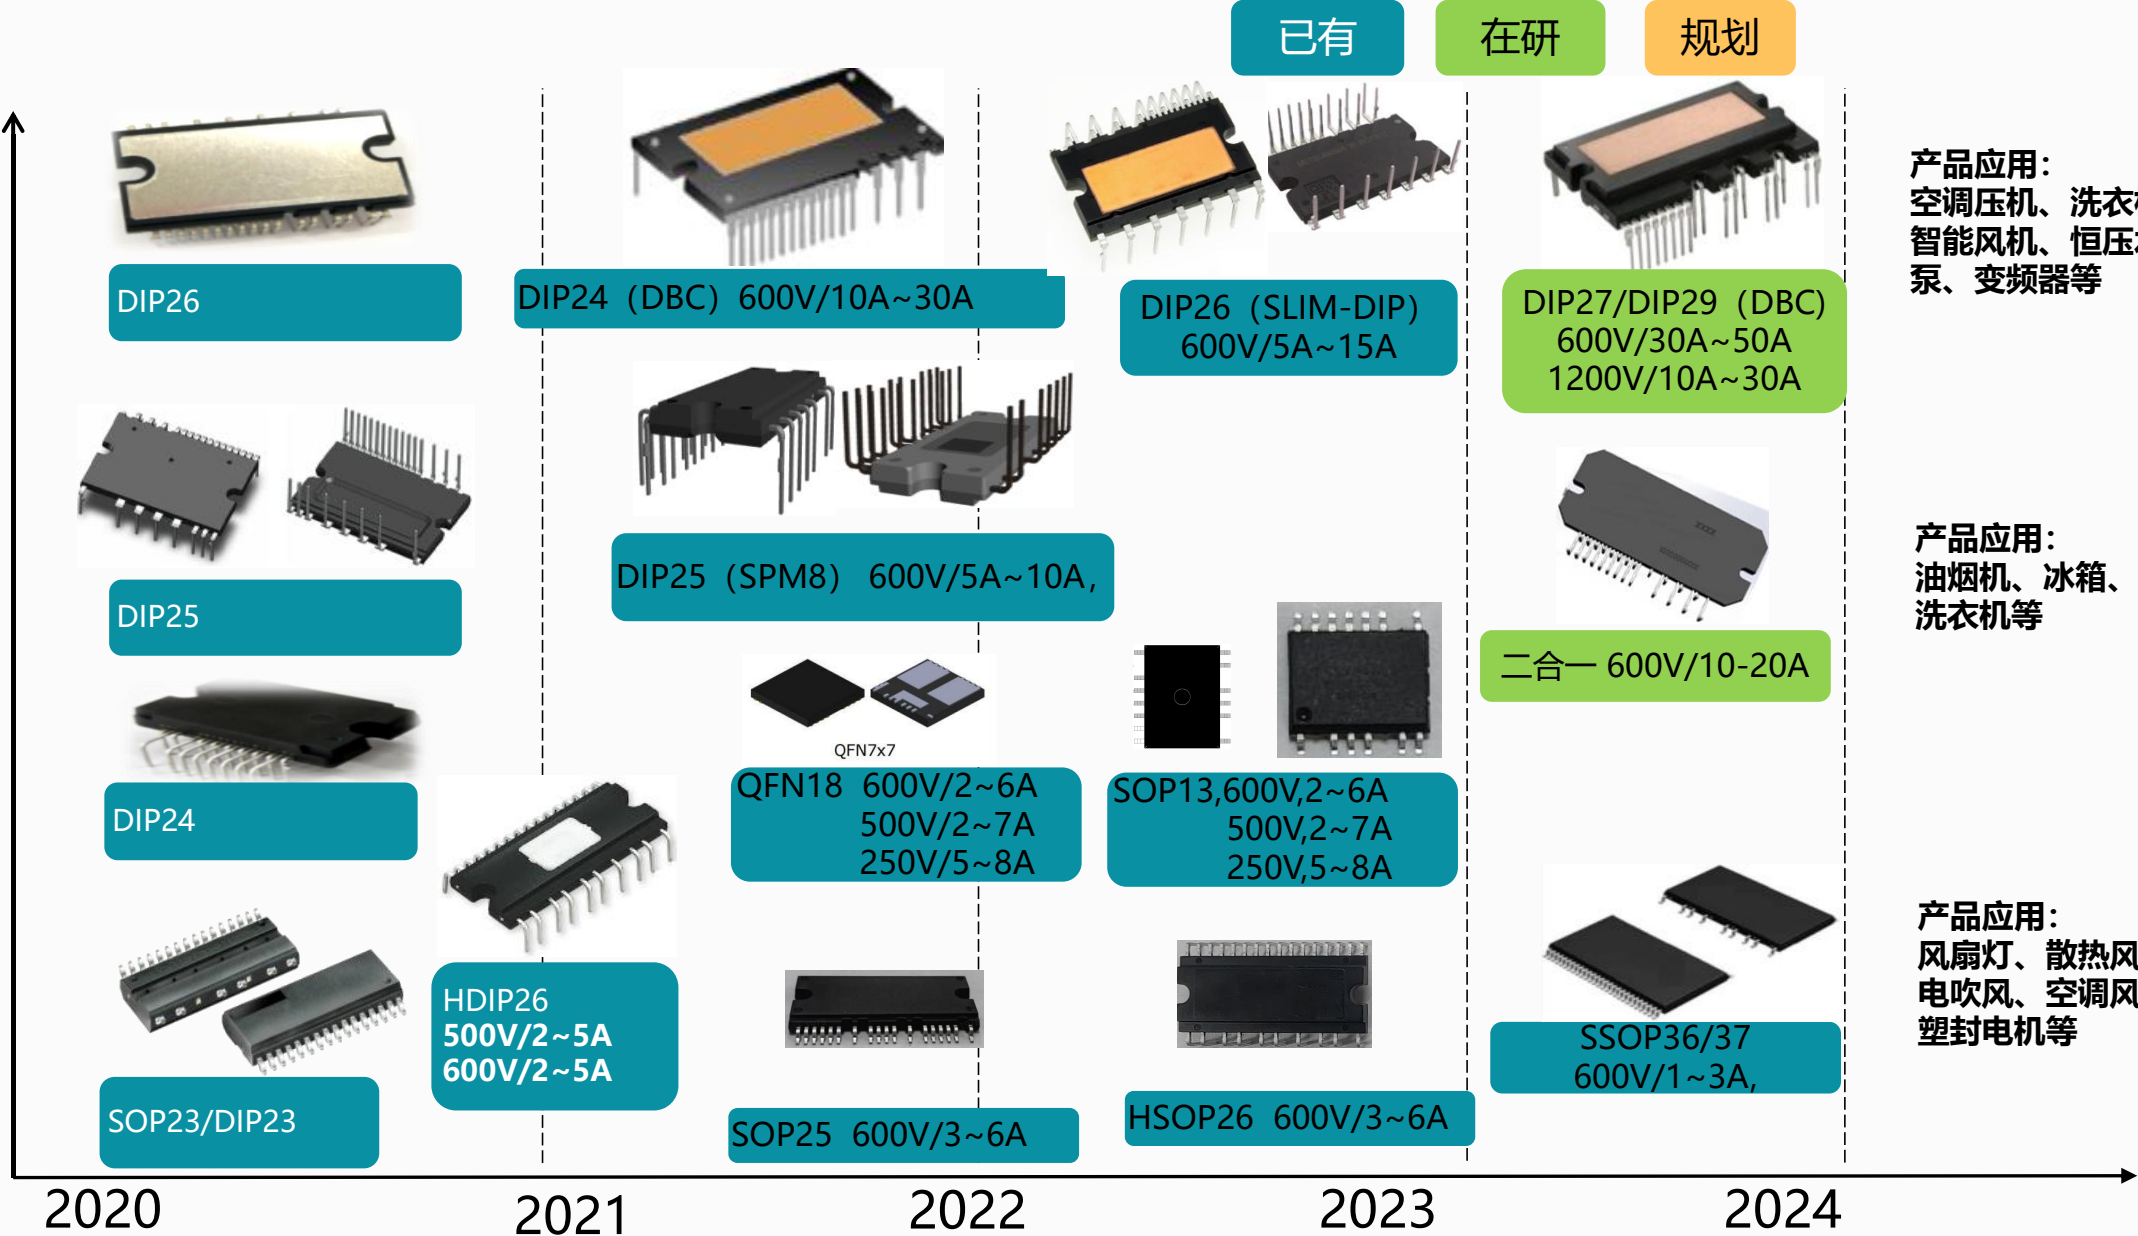 已有
在研
规划
DIP26
DIP24（DBC）600V/10A~30A
DIP26（SLIM-DIP）
600V/5A~15A
DIP27/DIP29（DBC)
600V/30A~50A
1200V/10A~30A
产品应用：
空调压机、洗衣
智能风机、恒压
泵、变频器等
DIP25
DIP25（SPM8） 600V/5A~10A，
二合一 600V/10-20A
产品应用：
油烟机、冰箱、
洗衣机等
DIP24
QFN7x7
QFN18 600V/2~6A
500V/2~7A
250V/5~8A
SOP13,600V,2~6A
500V,2~7A
250V,5~8A
SOP23/DIP23
HDIP26
500V/2~5A
600V/2~5A
SOP25 600V/3~6A
HSOP26 600V/3~6A
SSOP36/37
600V/1~3A,
产品应用：
风扇灯、散热风
电吹风、空调风
塑封电机等
2020
2021
2022
2023
2024